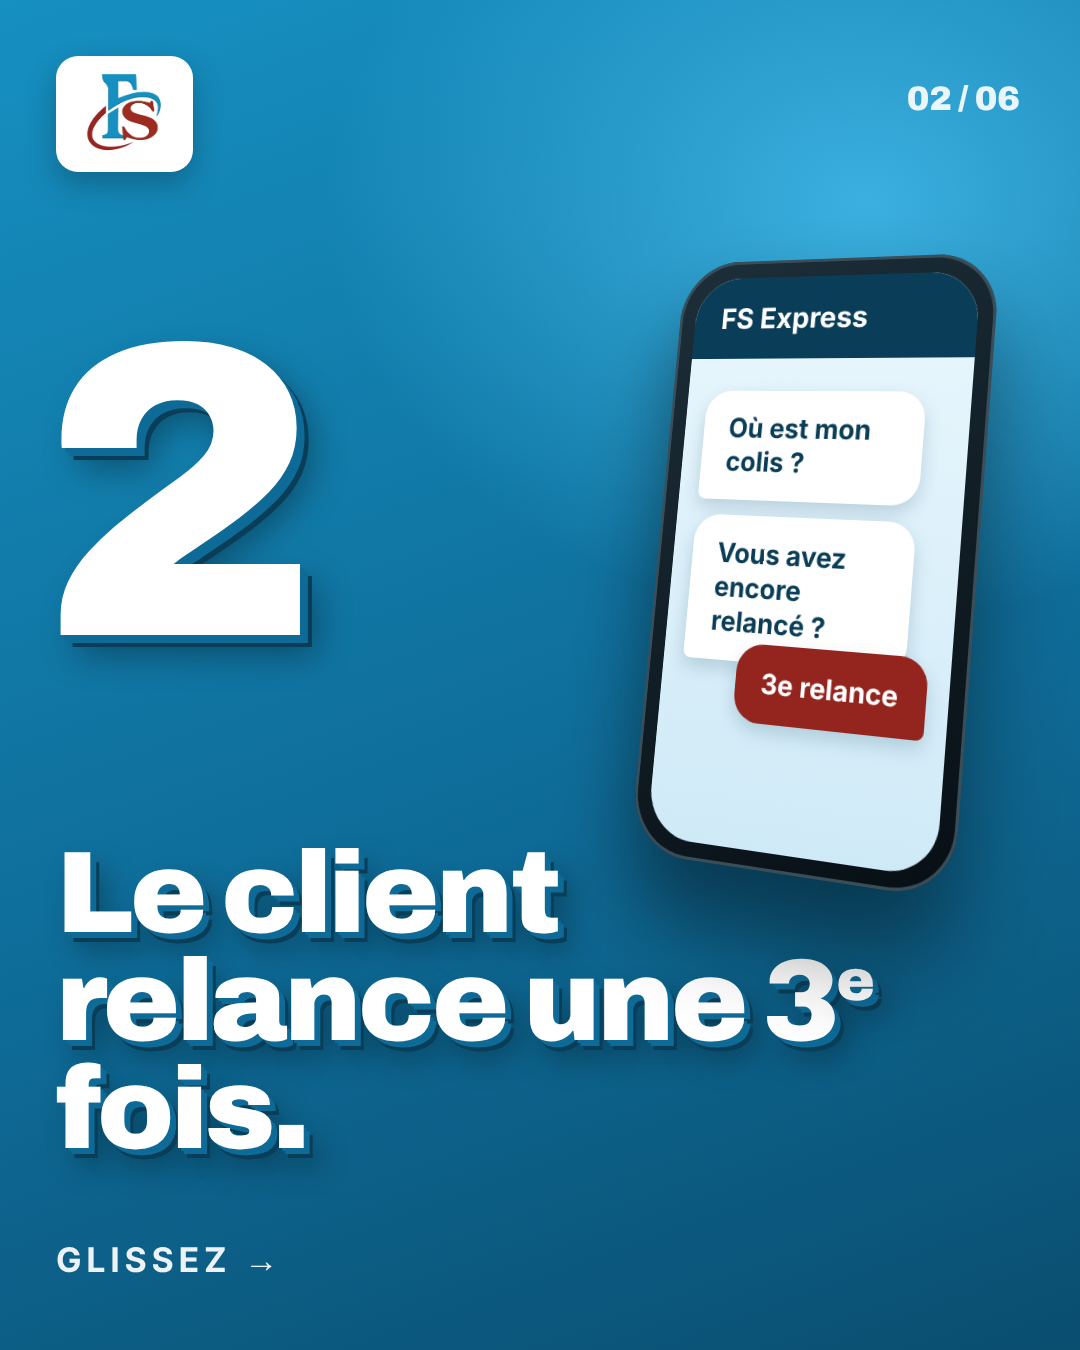 FS
02 / 06
2
FS Express
Où est mon
colis ?
Vous avez
encore
relancé ?
3e relance
Le client
relance une 3e
fois.
GLISSEZ →